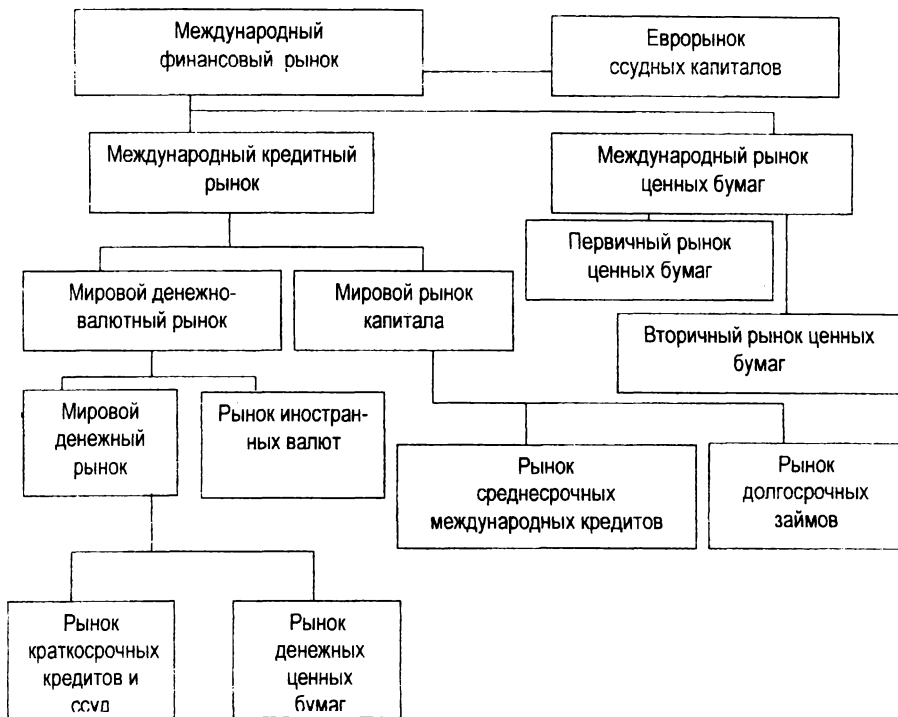 Международный
финансовый рынок
Еврорынок
ссудных капиталов
Международный кредитный
рынок
Международный рынок
ценных бумаг
Первичный рынок
ценных бумаг
Мировой денежно-
валютный рынок
Мировой рынок
капитала
Вторичный рынок ценных
бумаг
Мировой
денежный
рынок
Рынок иностран-
ных валют
Рынок
среднесрочных
международных кредитов
Рынок
долгосрочных
займов
Рынок
краткосрочных
кредитов и
ссуд
Рынок
денежных
ценных
бумаг